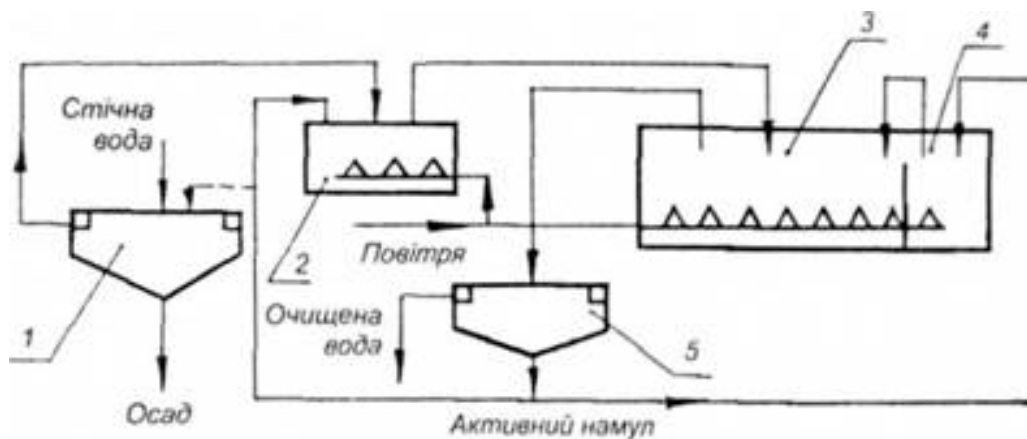 3
4
Стічна
вода
2
Повітря
1
Очищена
вода
5
Осад
Активний намул